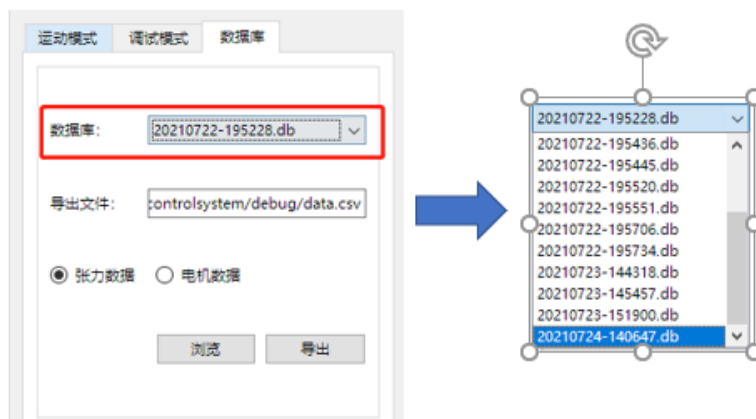 运动模式 调试模式 数据库
数据库: 20210722-195228.db
导出文件: controlsystem/debug/data.csv
张力数据 电机数据
浏览 导出
20210722-195228.db
20210722-195436.db
20210722-195445.db
20210722-195520.db
20210722-195551.db
20210722-195706.db
20210722-195734.db
20210723-144318.db
20210723-145457.db
20210723-151900.db
20210724-140647.db